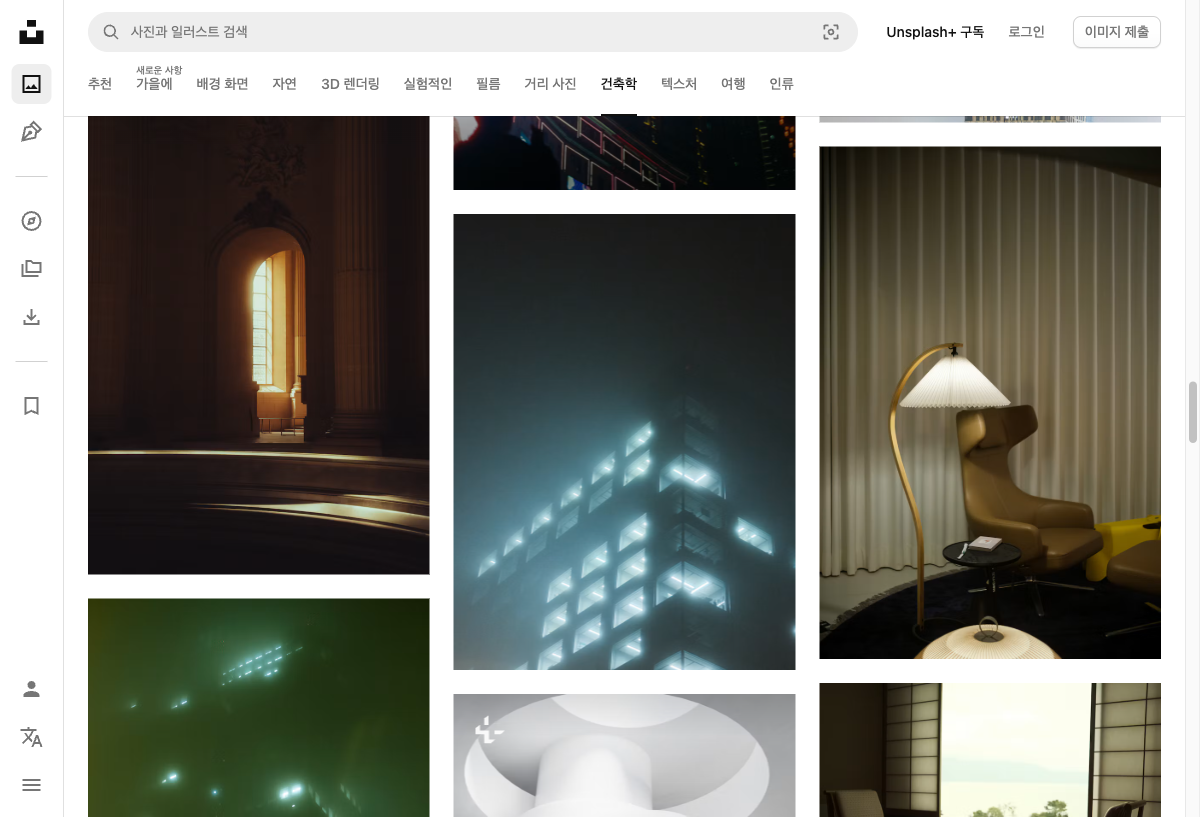 사진과 일러스트 검색
Unsplash+ 구독
로그인
이미지 제출
추천
새로운 사항
가을에
배경 화면
자연
3D 렌더링
실험적인
필름
거리 사진
건축학
텍스처
여행
인류